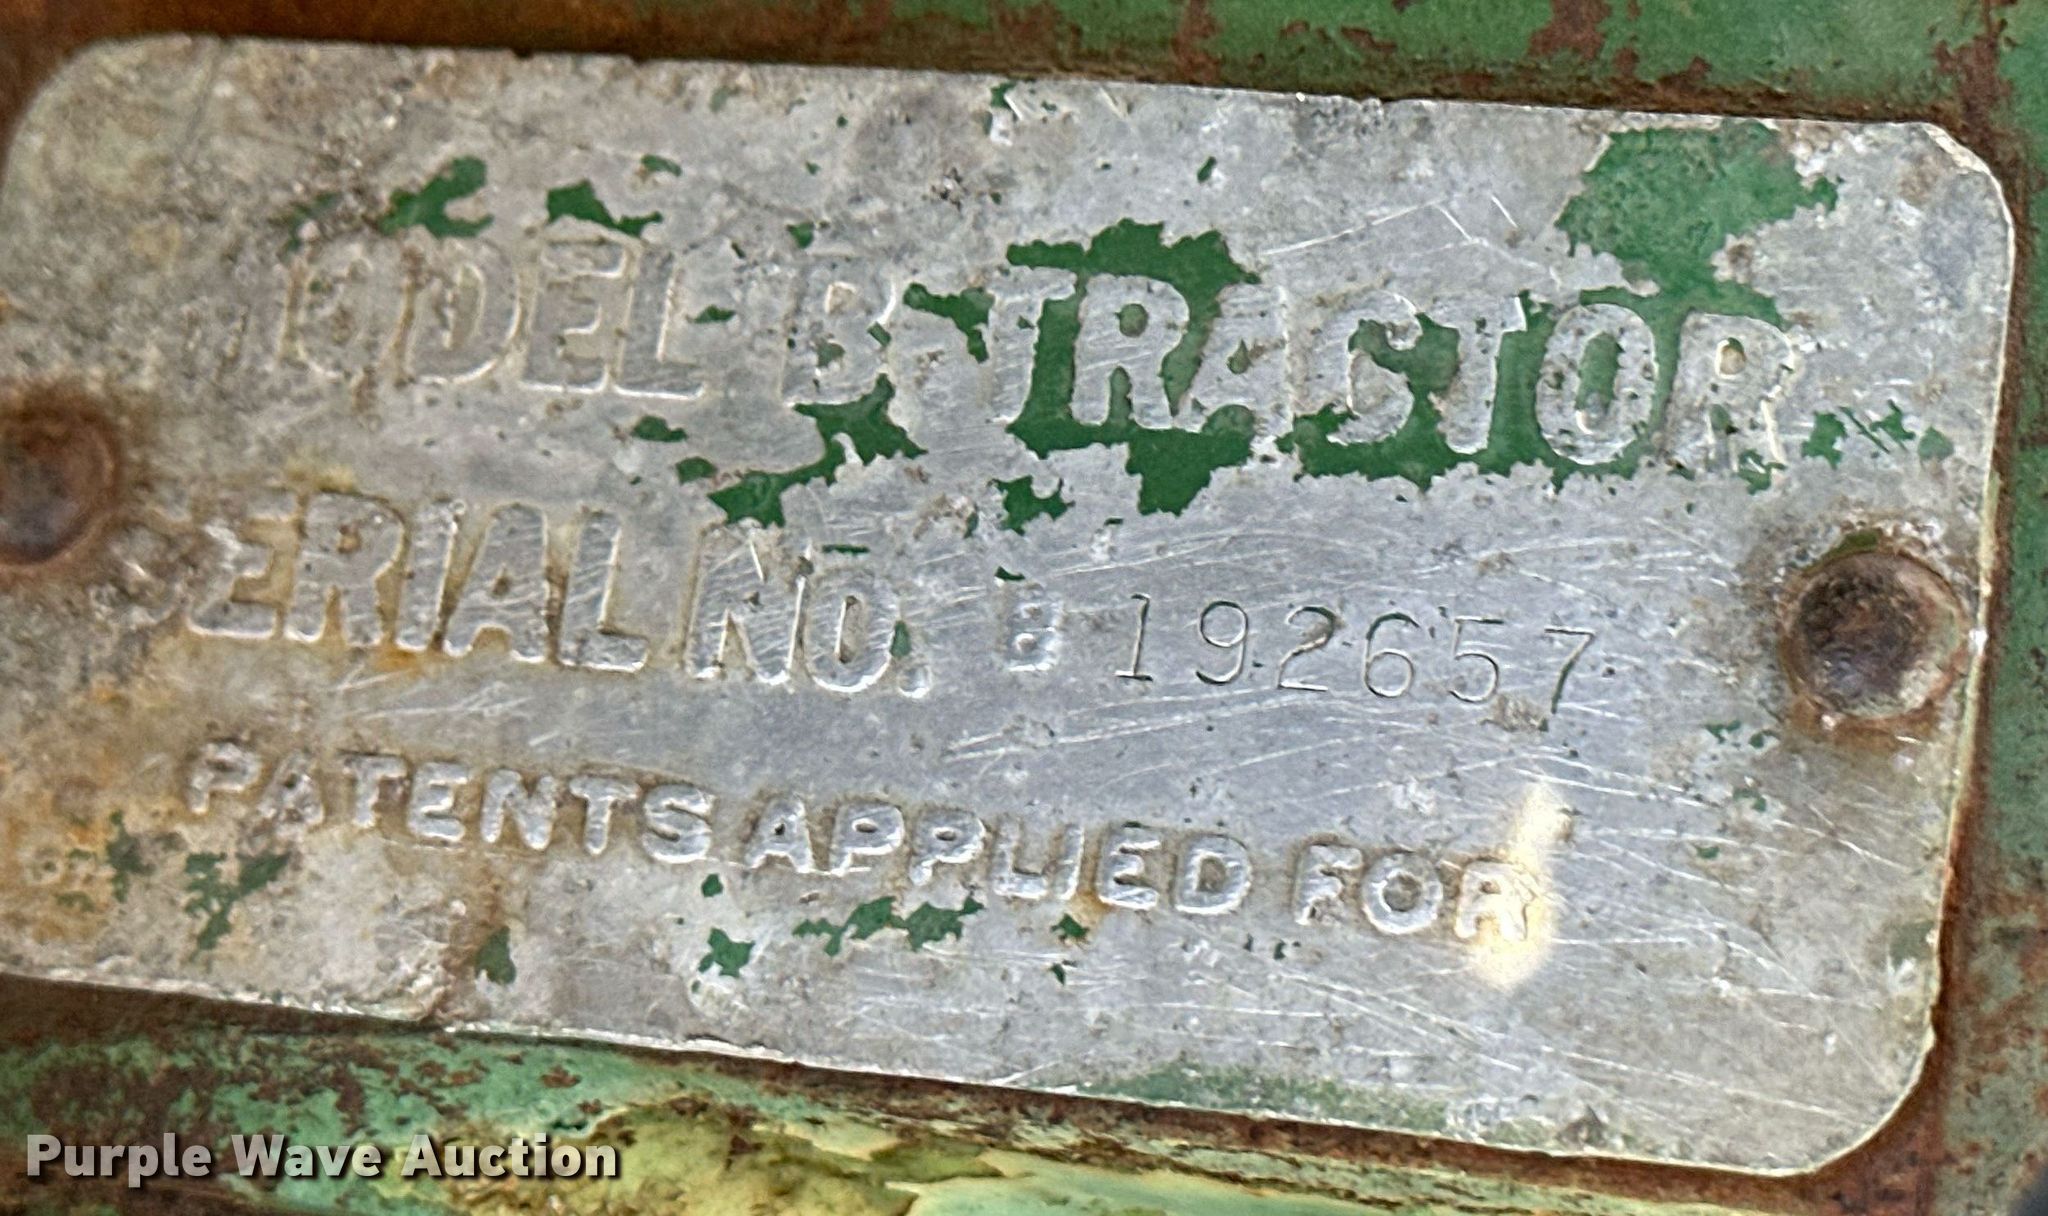 MODEL B TRACTOR
SERIAL NO. B 192657
PATENTS APPLIED FOR
Purple Wave Auction